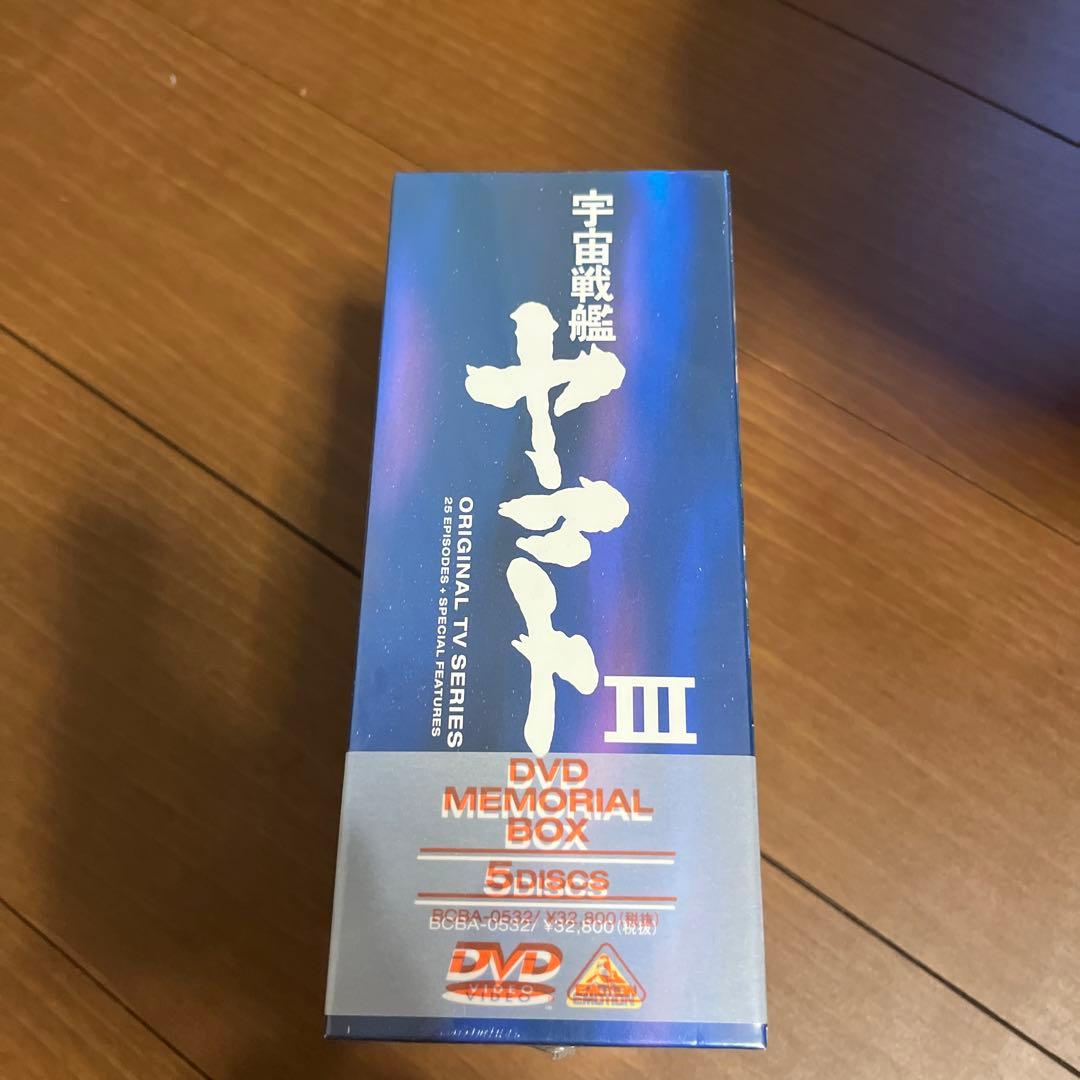 宇宙戦艦
ヤマト
III
ORIGINAL TV SERIES
25 EPISODES + SPECIAL FEATURES
DVD
MEMORIAL
BOX
5DISCS
BCBA-0532/ ¥32,800(税抜)
DVD
VIDEO
EMOTION